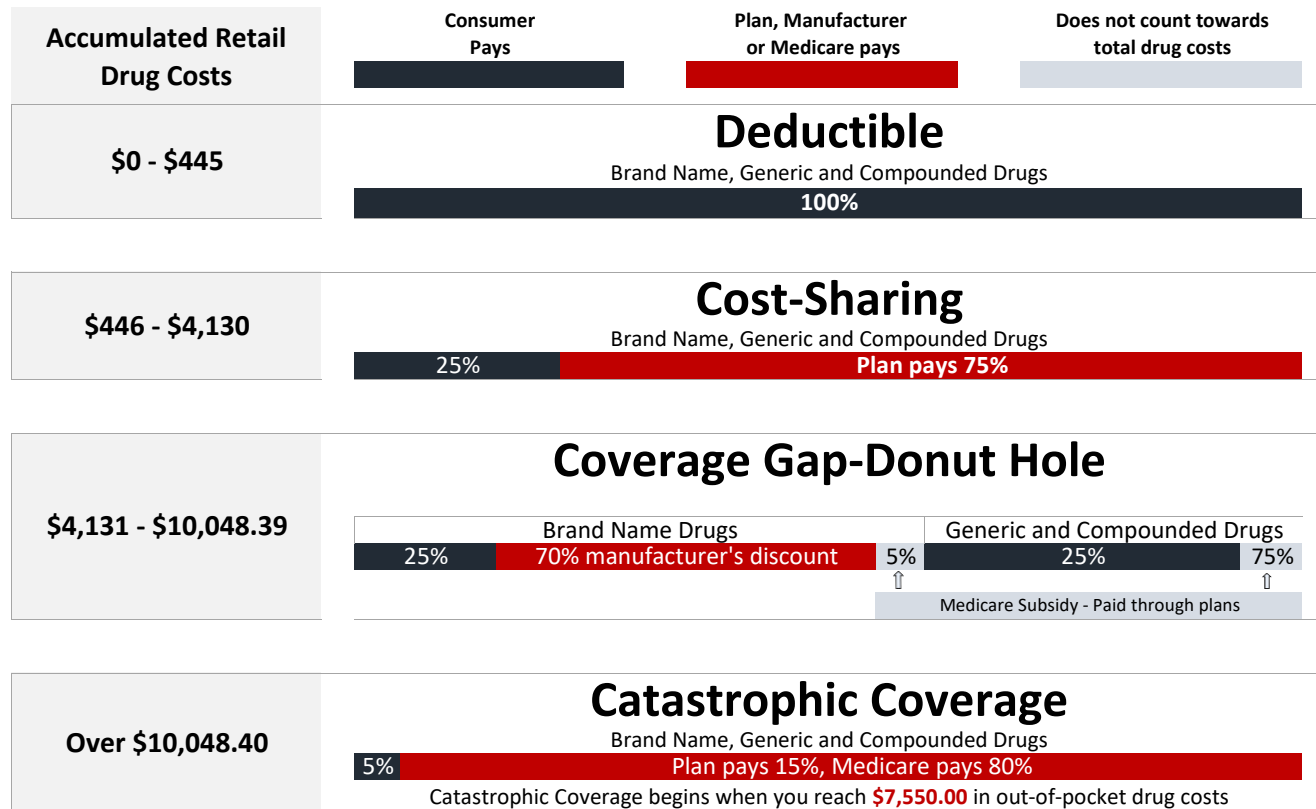 Accumulated Retail
Drug Costs
Consumer
Pays
Plan, Manufacturer
or Medicare pays
Does not count towards
total drug costs
$0 - $445
Deductible
Brand Name, Generic and Compounded Drugs
100%
$446 - $4,130
Cost-Sharing
Brand Name, Generic and Compounded Drugs
25% Plan pays 75%
$4,131 - $10,048.39
Coverage Gap-Donut Hole
Brand Name Drugs Generic and Compounded Drugs
25% 70% manufacturer's discount 5% 25% 75%
⇧ ⇧
Medicare Subsidy - Paid through plans
Over $10,048.40
Catastrophic Coverage
Brand Name, Generic and Compounded Drugs
5% Plan pays 15%, Medicare pays 80%
Catastrophic Coverage begins when you reach $7,550.00 in out-of-pocket drug costs